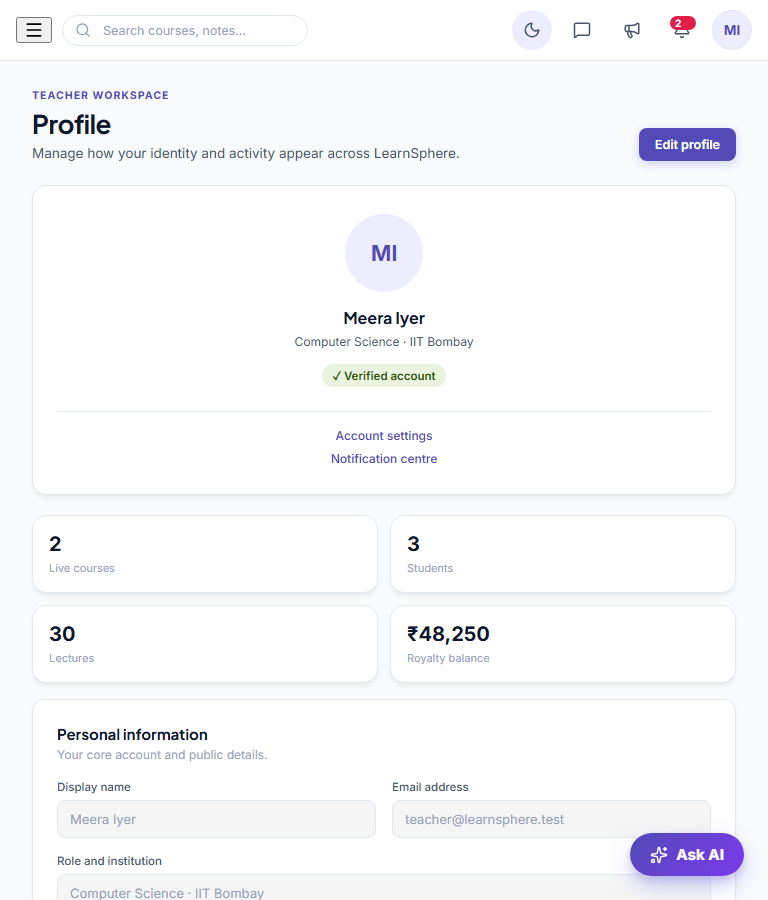 Search courses, notes...
2
MI
TEACHER WORKSPACE
Profile
Manage how your identity and activity appear across LearnSphere.
Edit profile
MI
Meera Iyer
Computer Science · IIT Bombay
✓ Verified account
Account settings
Notification centre
2
Live courses
3
Students
30
Lectures
₹48,250
Royalty balance
Personal information
Your core account and public details.
Display name
Email address
Meera Iyer
teacher@learnsphere.test
Role and institution
Ask AI
Computer Science · IIT Bombay